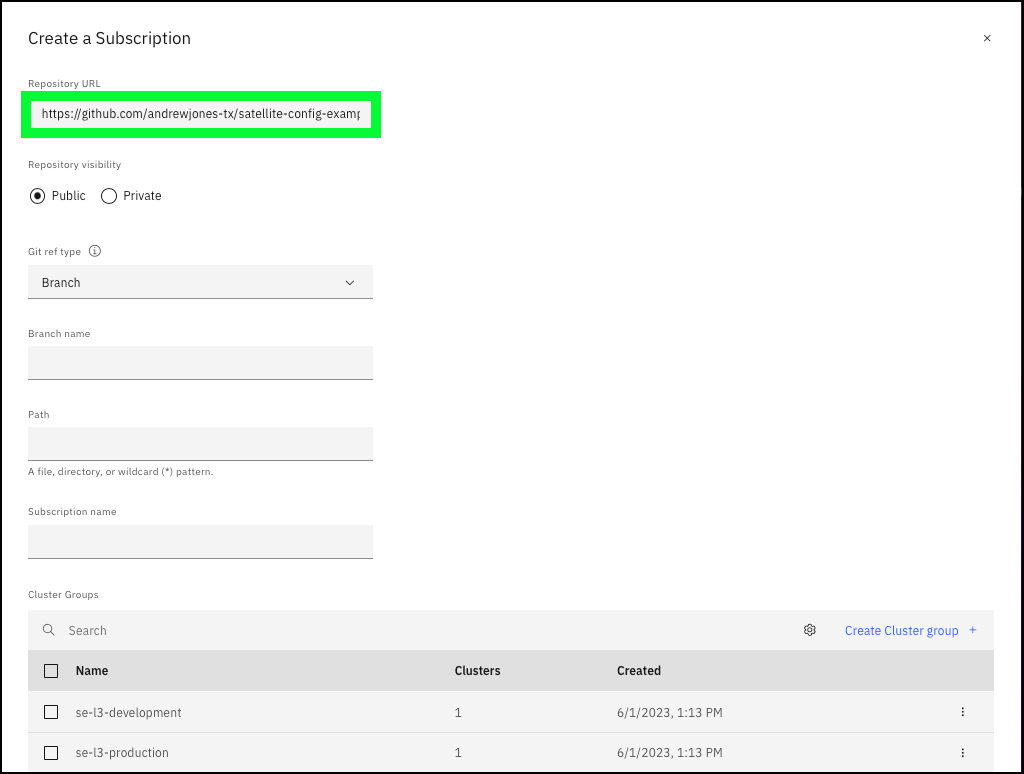 Create a Subscription
Repository URL
https://github.com/andrewjones-tx/satellite-config-examp
Repository visibility
Public Private
Git ref type
Branch
Branch name
Path
A file, directory, or wildcard (*) pattern.
Subscription name
Cluster Groups
Search Create Cluster group +
Name Clusters Created
se-l3-development 1 6/1/2023, 1:13 PM
se-l3-production 1 6/1/2023, 1:13 PM